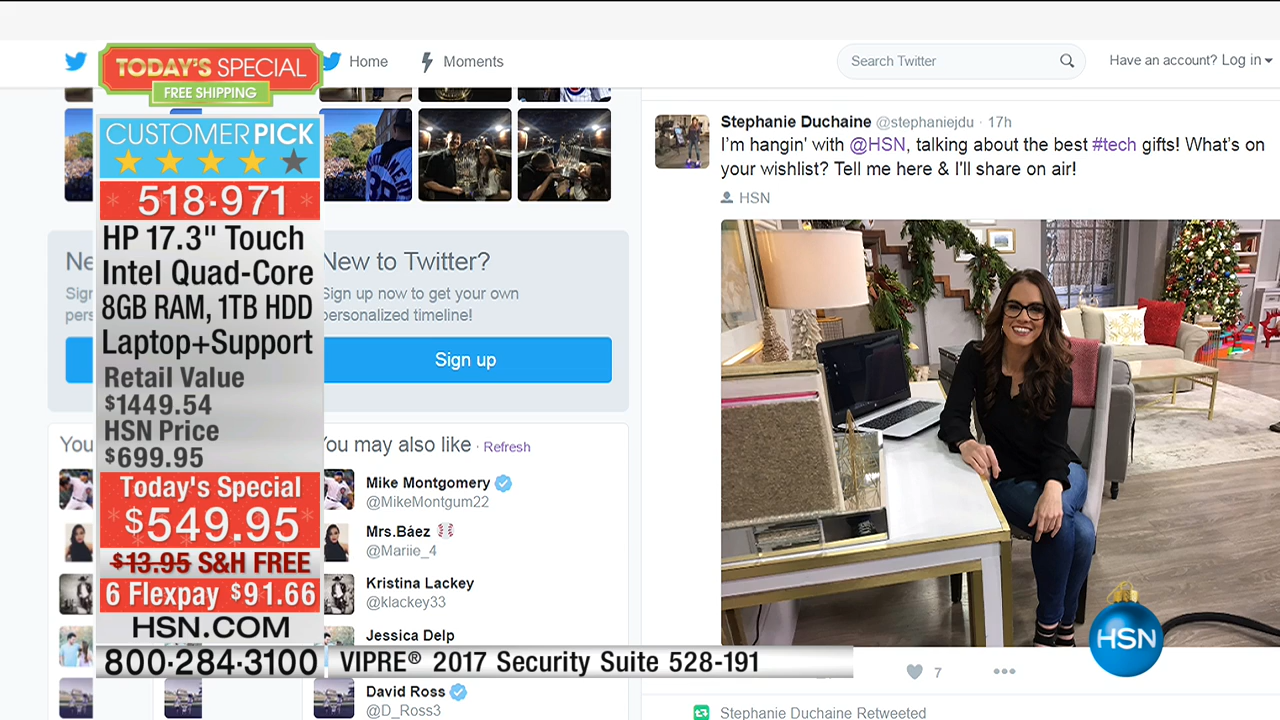 Home
Moments
Search Twitter
Have an account? Log in
TODAY'S SPECIAL
FREE SHIPPING
CUSTOMER PICK
518-971
HP 17.3" Touch
Intel Quad-Core
8GB RAM, 1TB HDD
Laptop+Support
Retail Value
$1449.54
HSN Price
$699.95
Today's Special
$549.95
$13.95 S&H FREE
6 Flexpay $91.66
HSN.COM
800-284-3100
VIPRE® 2017 Security Suite 528-191
Ne
Sign
pers
New to Twitter?
Sign up now to get your own
personalized timeline!
Sign up
You
You may also like · Refresh
Mike Montgomery
@MikeMontgum22
Mrs.Báez
@Mariie_4
Kristina Lackey
@klackey33
Jessica Delp
David Ross
@D_Ross3
Stephanie Duchaine @stephaniejdu · 17h
I'm hangin' with @HSN, talking about the best #tech gifts! What's on
your wishlist? Tell me here & I'll share on air!
HSN
HSN
7
Stephanie Duchaine Retweeted